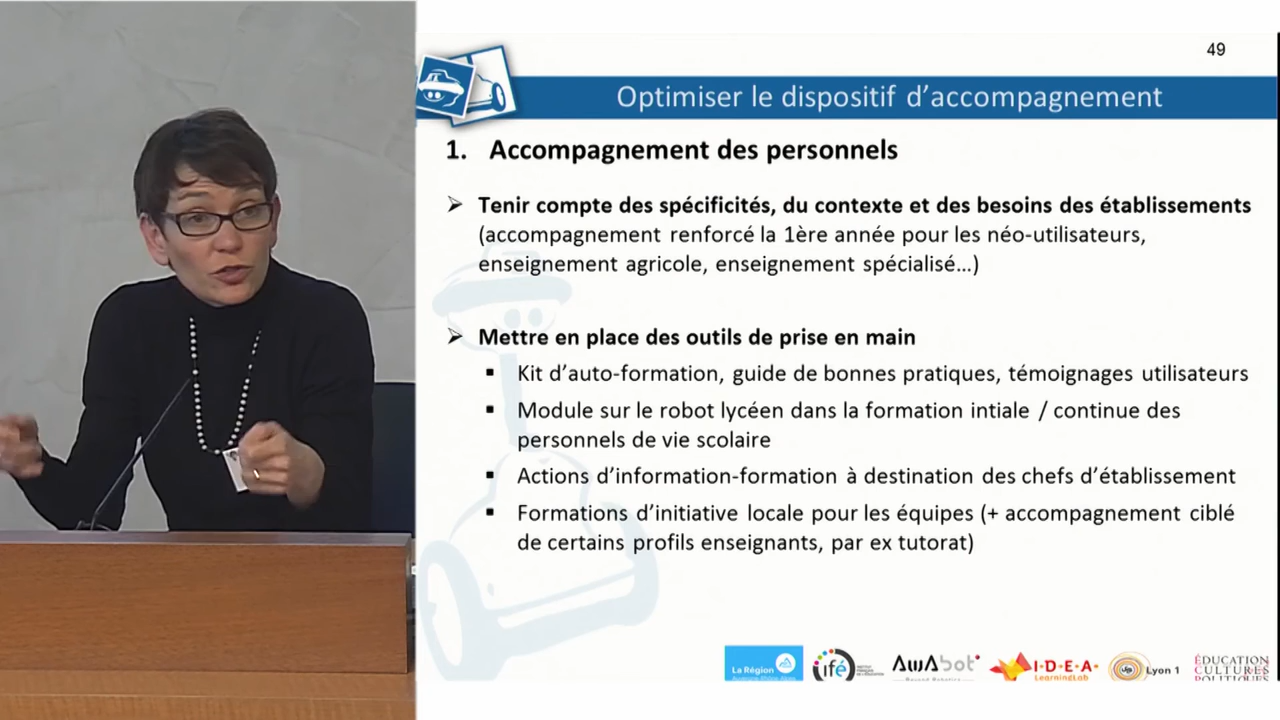 49
Optimiser le dispositif d'accompagnement
1. Accompagnement des personnels
➢ Tenir compte des spécificités, du contexte et des besoins des établissements
(accompagnement renforcé la 1ère année pour les néo-utilisateurs,
enseignement agricole, enseignement spécialisé…)
➢ Mettre en place des outils de prise en main
▪ Kit d'auto-formation, guide de bonnes pratiques, témoignages utilisateurs
▪ Module sur le robot lycéen dans la formation intiale / continue des
personnels de vie scolaire
▪ Actions d'information-formation à destination des chefs d'établissement
▪ Formations d'initiative locale pour les équipes (+ accompagnement ciblé
de certains profils enseignants, par ex tutorat)
La Région
Auvergne-Rhône-Alpes
ifé
AwAbot
Beyond Robotics
I·D·E·A·
LearningLab
Lyon 1
ÉDUCATION
CULTURES
POLITIQUES